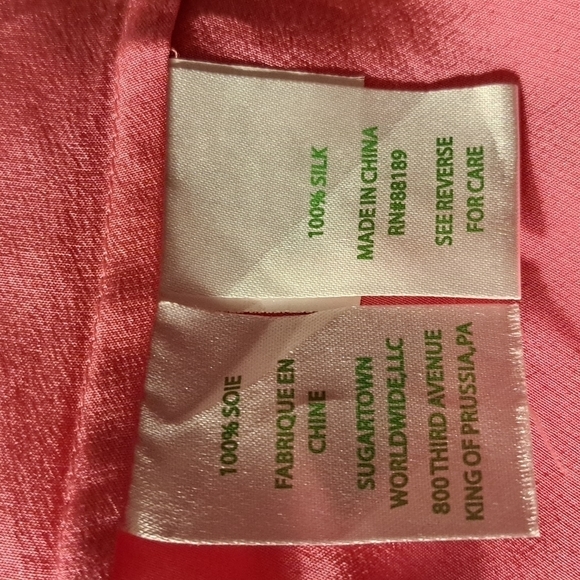 100% SILK
MADE IN CHINA
RN#88189
SEE REVERSE
FOR CARE
100% SOIE
FABRIQUE EN
CHINE
SUGARTOWN
WORLDWIDE,LLC
800 THIRD AVENUE
KING OF PRUSSIA,PA